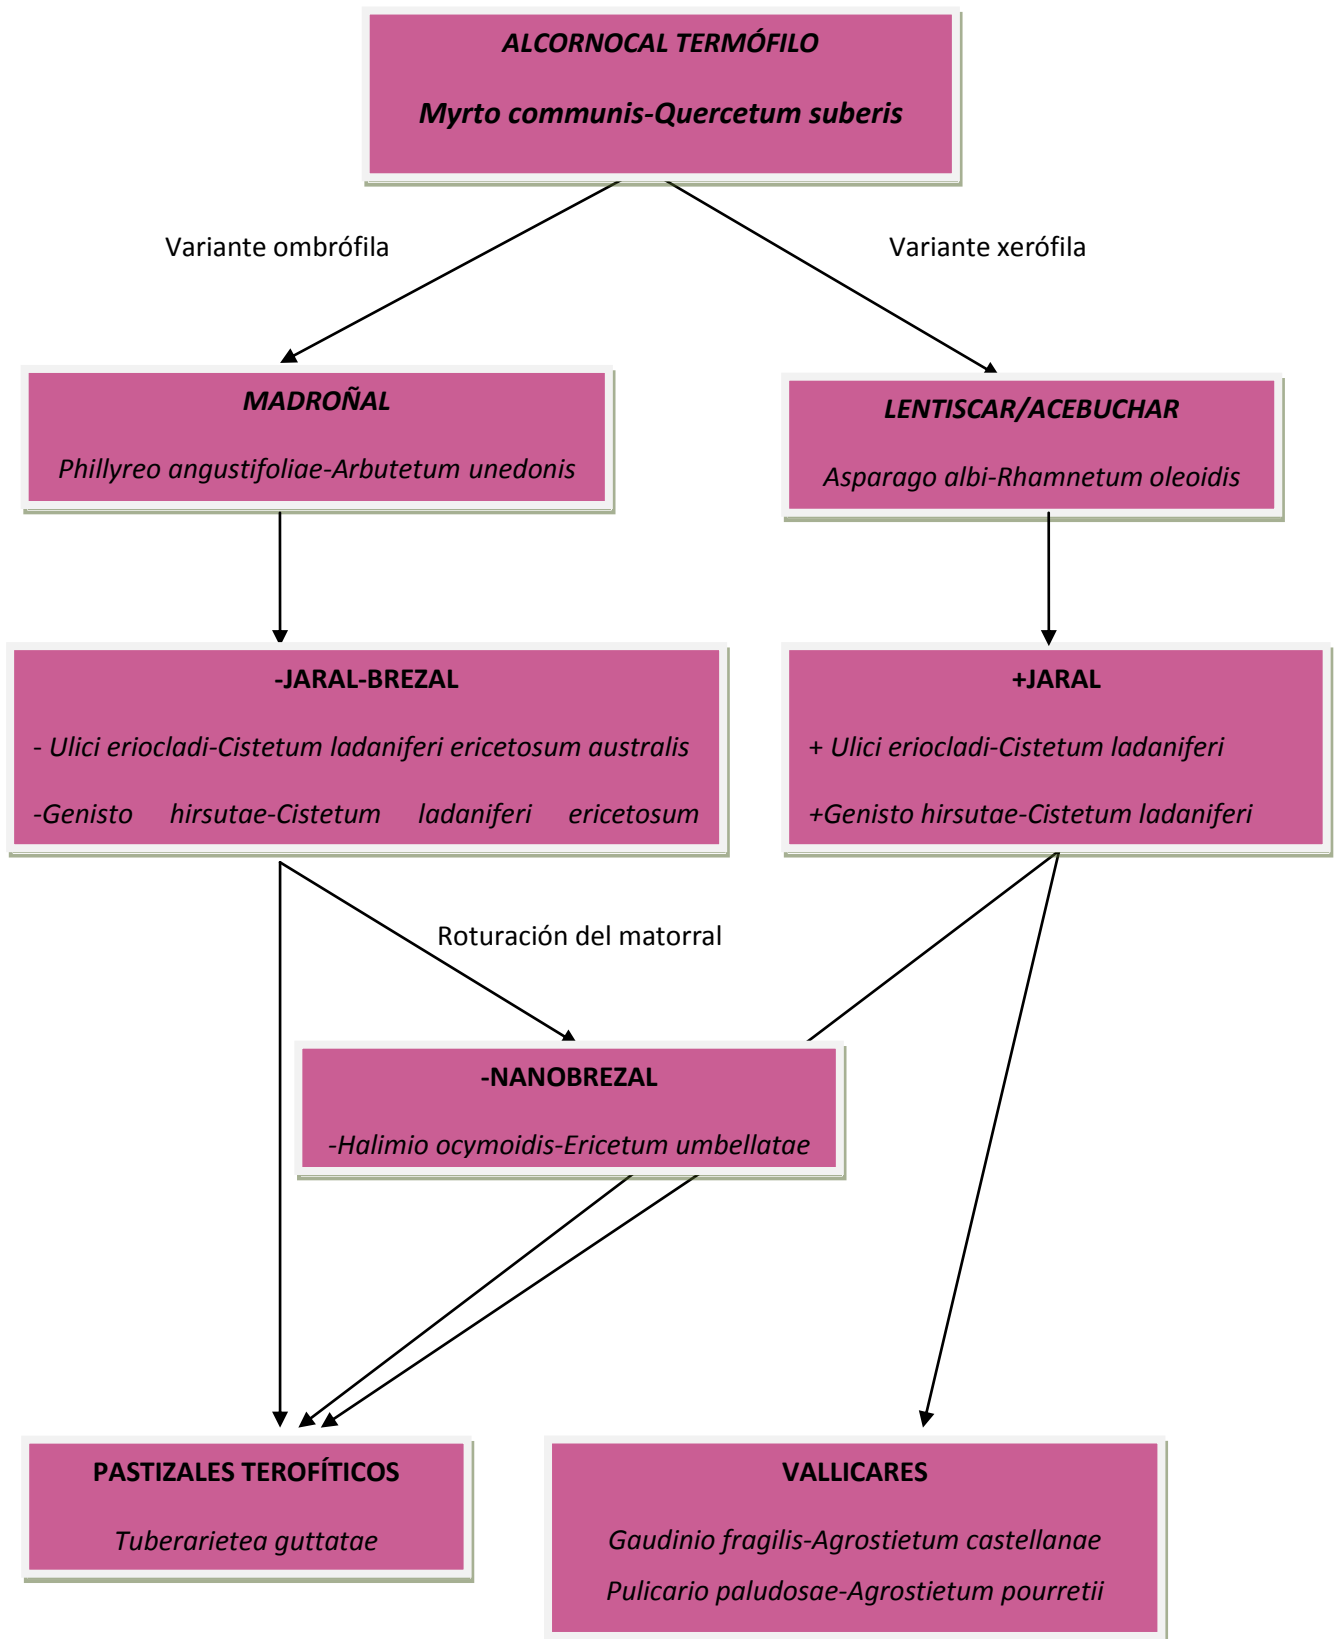 ALCORNOCAL TERMÓFILO
Myrto communis-Quercetum suberis
Variante ombrófila
Variante xerófila
MADROÑAL
Phillyreo angustifoliae-Arbutetum unedonis
LENTISCAR/ACEBUCHAR
Asparago albi-Rhamnetum oleoidis
-JARAL-BREZAL
- Ulici eriocladi-Cistetum ladaniferi ericetosum australis
-Genisto hirsutae-Cistetum ladaniferi ericetosum
+JARAL
+ Ulici eriocladi-Cistetum ladaniferi
+Genisto hirsutae-Cistetum ladaniferi
Roturación del matorral
-NANOBREZAL
-Halimio ocymoidis-Ericetum umbellatae
PASTIZALES TEROFÍTICOS
Tuberarietea guttatae
VALLICARES
Gaudinio fragilis-Agrostietum castellanae
Pulicario paludosae-Agrostietum pourretii